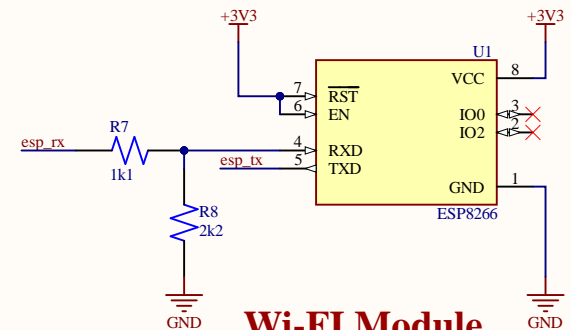 +3V3
+3V3
U1
VCC
8
7
RST
6
EN
3
IO0
2
IO2
R7
esp_rx
1k1
4
RXD
esp_tx
5
TXD
GND
1
ESP8266
R8
2k2
GND
Wi-FI Module
GND